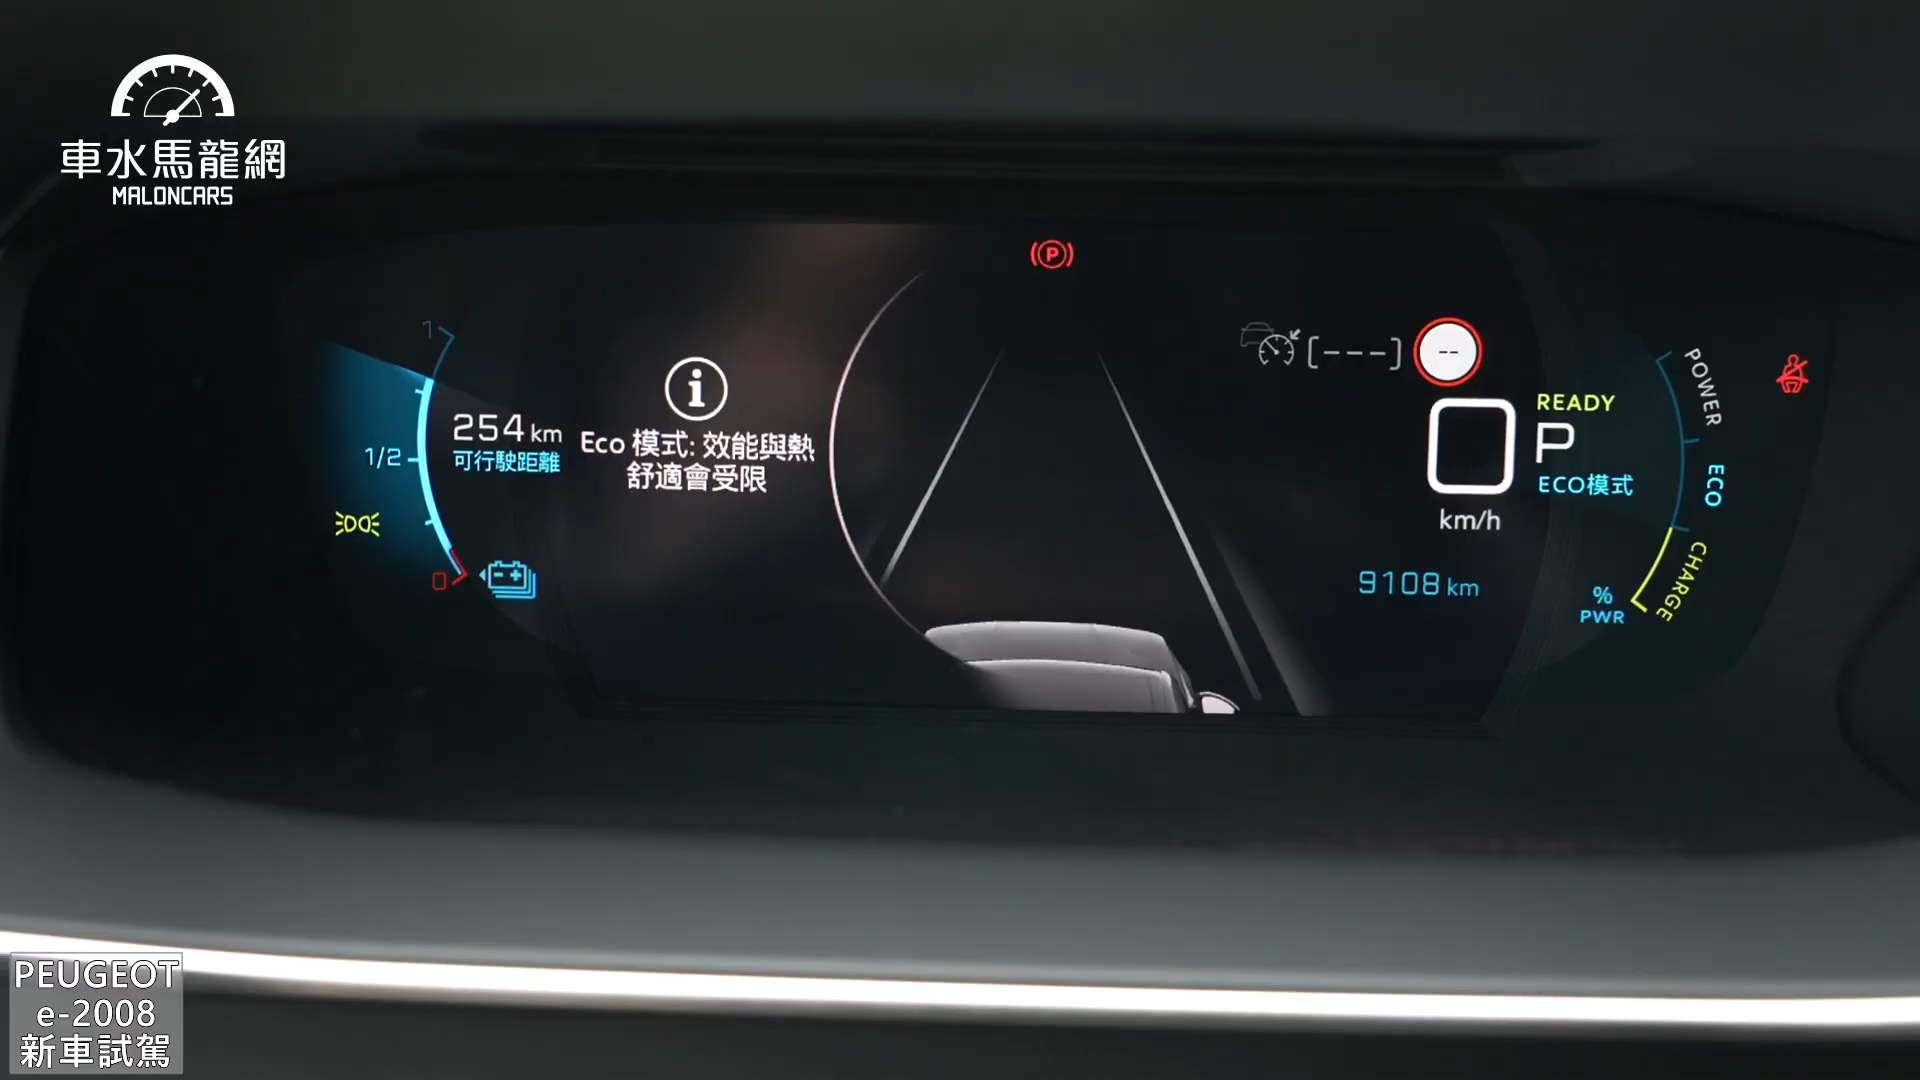 車水馬龍網
MALONCARS
1
1/2
0
254 km
可行駛距離
Eco 模式: 效能與熱
舒適會受限
P
[---]
--
0
km/h
READY
P
ECO模式
9108 km
POWER
ECO
CHARGE
%
PWR
PEUGEOT
e-2008
新車試駕